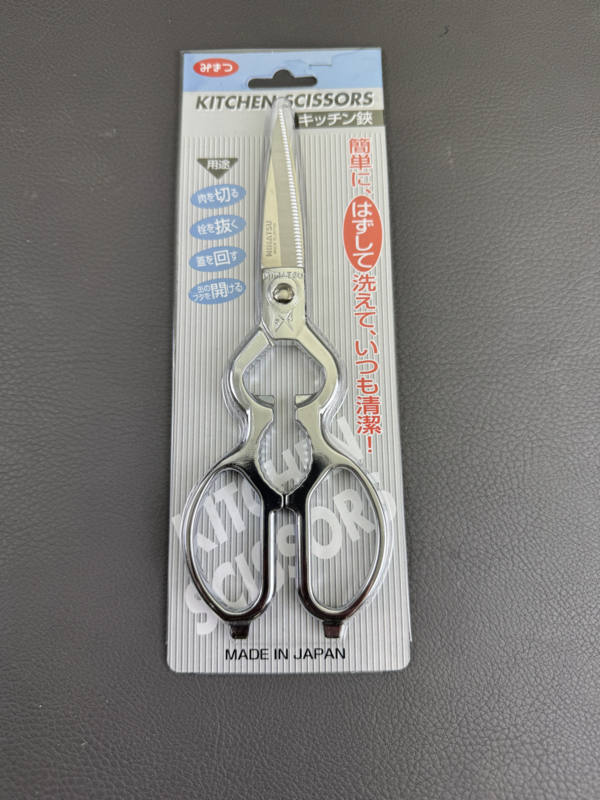 みまつ
KITCHEN SCISSORS
キッチン鋏
用途
肉を切る
栓を抜く
蓋を回す
缶のフタを開ける
簡単に、はずして洗えて、いつも清潔!
MIMATSU
MIMATSU
KITCHEN
SCISSORS
MADE IN JAPAN